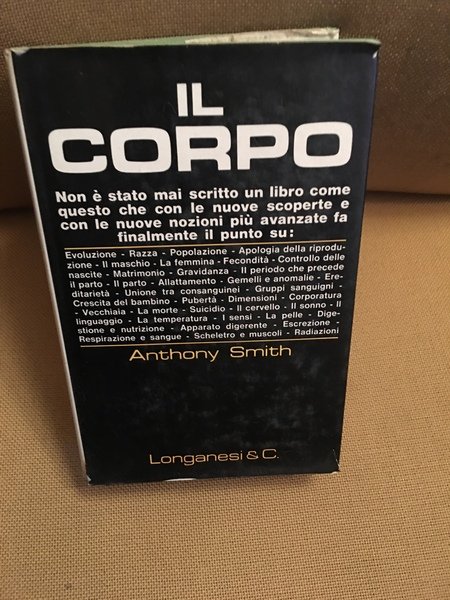 IL
CORPO
Non è stato mai scritto un libro come
questo che con le nuove scoperte e
con le nuove nozioni più avanzate fa
finalmente il punto su:
Evoluzione - Razza - Popolazione - Apologia della riprodu-
zione - Il maschio - La femmina - Fecondità - Controllo delle
nascite - Matrimonio - Gravidanza - Il periodo che precede
il parto - Il parto - Allattamento - Gemelli e anomalie - Ere-
ditarietà - Unione tra consanguinei - Gruppi sanguigni -
Crescita del bambino - Pubertà - Dimensioni - Corporatura
- Vecchiaia - La morte - Suicidio - Il cervello - Il sonno - Il
linguaggio - La temperatura - I sensi - La pelle - Dige-
stione e nutrizione - Apparato digerente - Escrezione -
Respirazione e sangue - Scheletro e muscoli - Radiazioni
Anthony Smith
Longanesi & C.